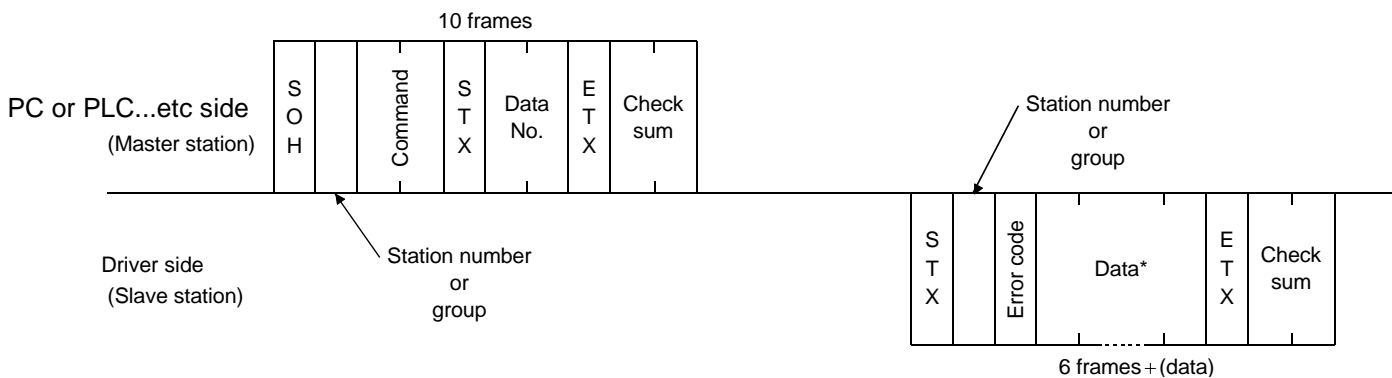 10 frames
PC or PLC...etc side
(Master station)
S
O
H
Command
S
T
X
Data
No.
E
T
X
Check
sum
Station number
or
group
Driver side
(Slave station)
Station number
or
group
S
T
X
Error code
Data*
E
T
X
Check
sum
6 frames+(data)